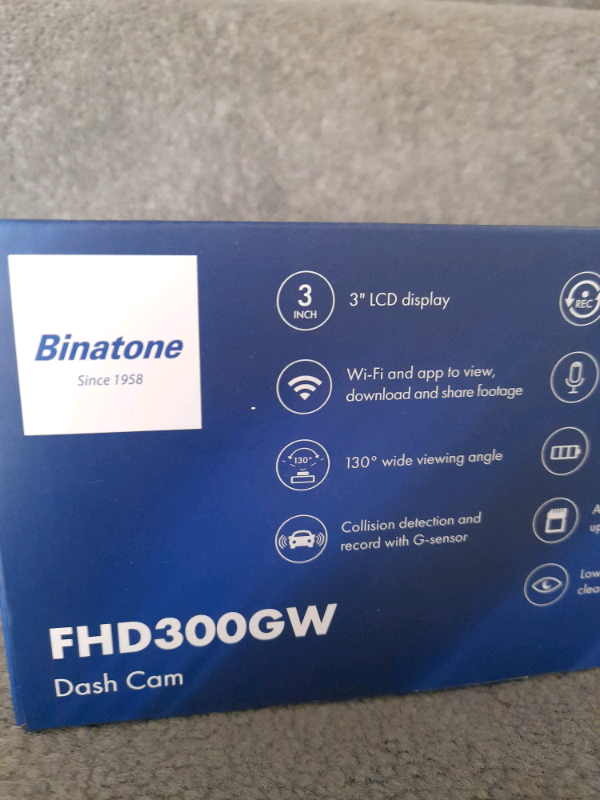 Binatone
Since 1958
3
INCH
3" LCD display
Wi-Fi and app to view,
download and share footage
130°
130° wide viewing angle
Collision detection and
record with G-sensor
REC
Low
FHD300GW
Dash Cam